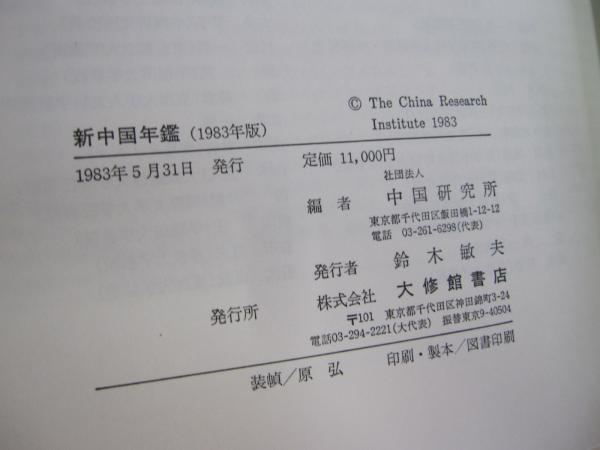 © The China Research
Institute 1983
新中国年鑑(1983年版)
1983年5月31日 発行 定価 11,000円
社団法人
編者 中国研究所
東京都千代田区飯田橋1-12-12
電話 03-261-6298(代表)
発行者 鈴木敏夫
発行所 株式会社 大修館書店
〒101 東京都千代田区神田錦町3-24
電話03-294-2221(大代表) 振替東京9-40504
装幀/原 弘 印刷・製本/図書印刷